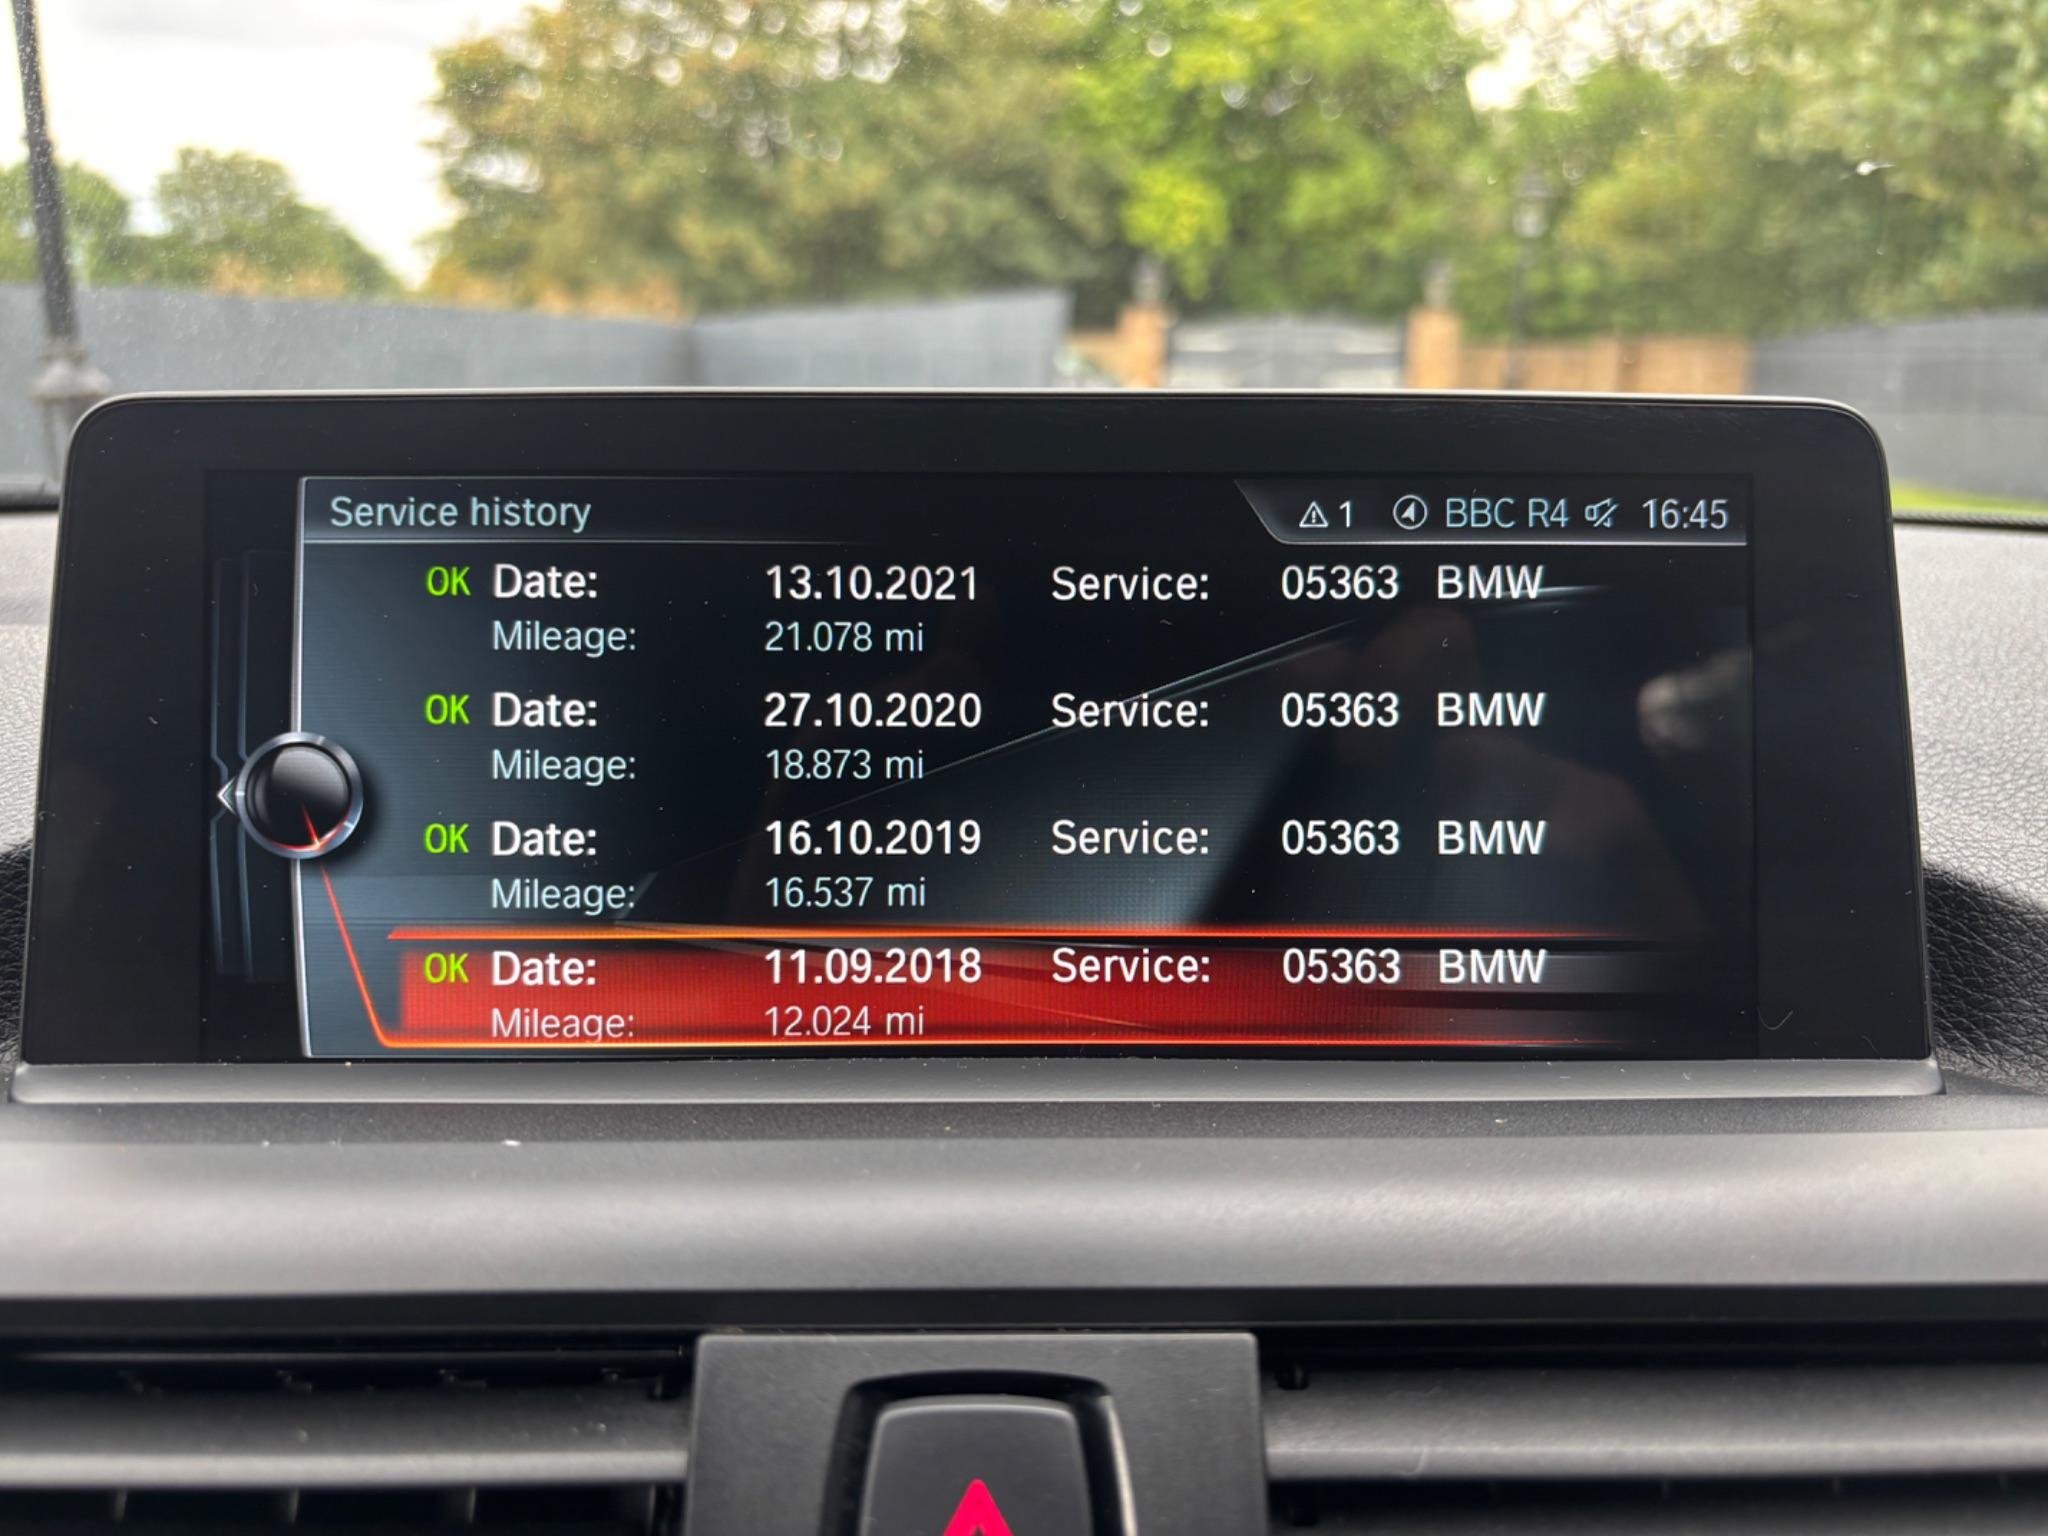 Service history 1 BBC R4 16:45
OK Date: 13.10.2021 Service: 05363 BMW
Mileage: 21.078 mi
OK Date: 27.10.2020 Service: 05363 BMW
Mileage: 18.873 mi
OK Date: 16.10.2019 Service: 05363 BMW
Mileage: 16.537 mi
OK Date: 11.09.2018 Service: 05363 BMW
Mileage: 12.024 mi